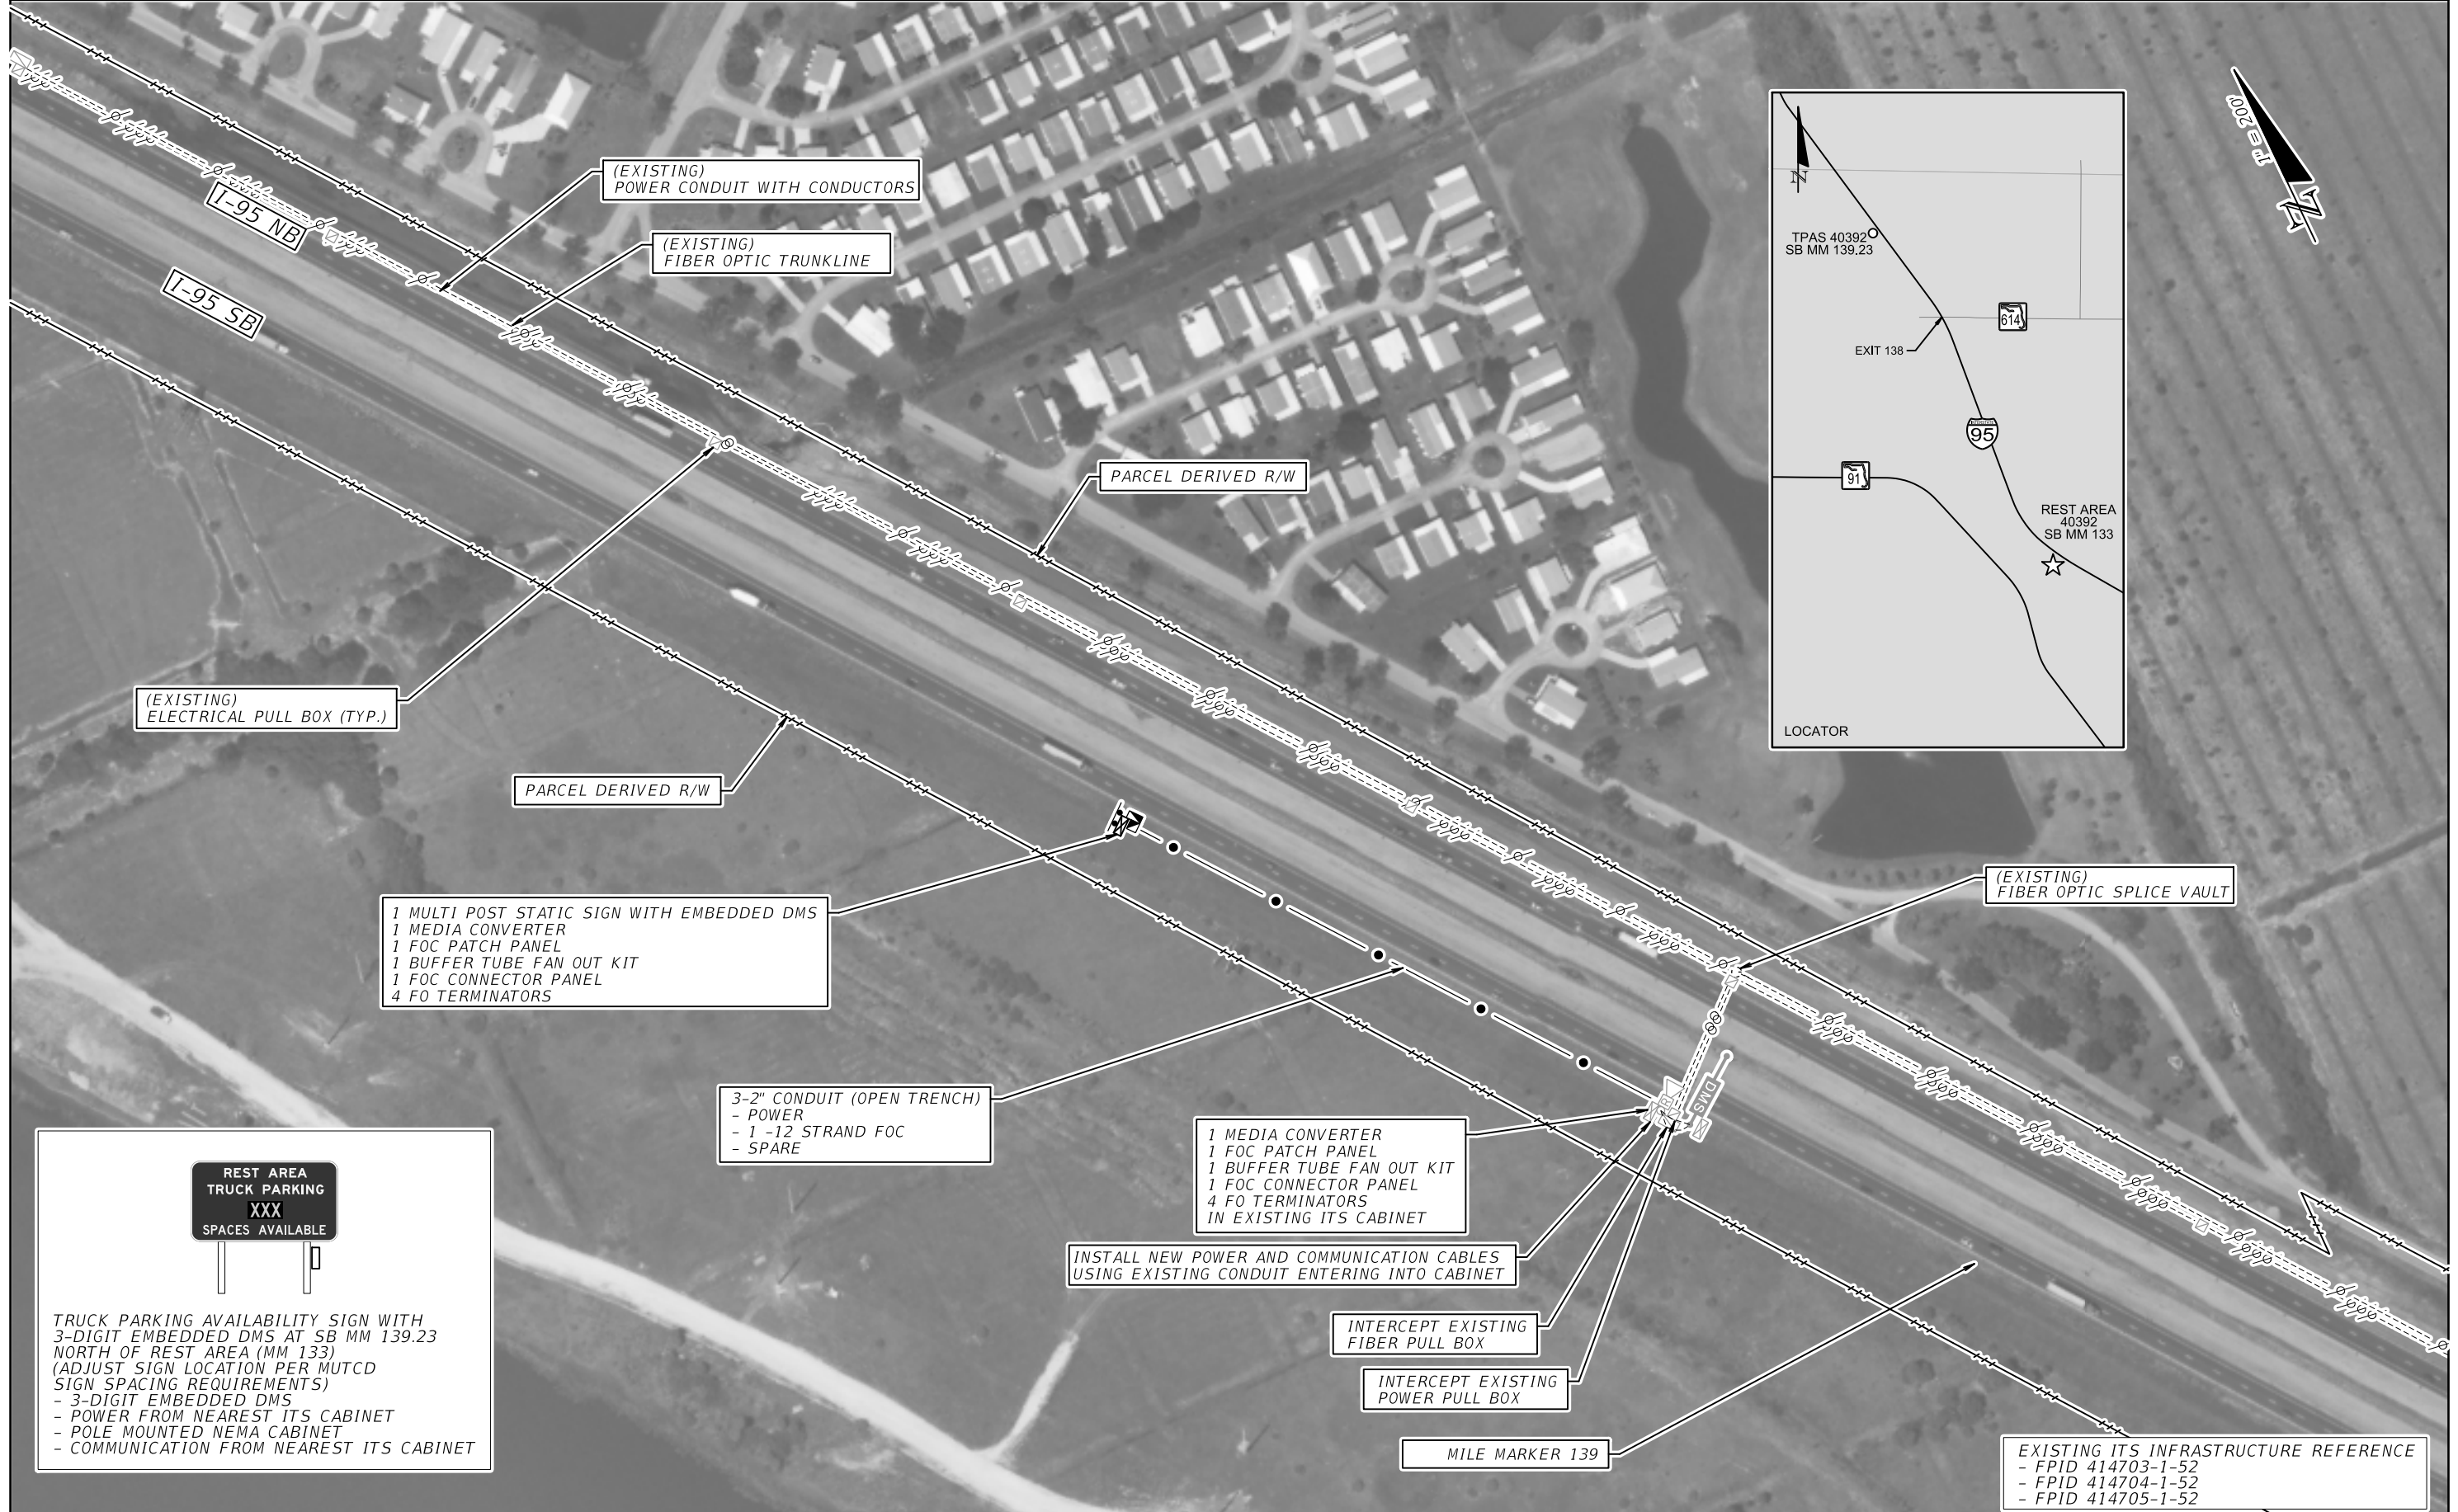 (EXISTING)
POWER CONDUIT WITH CONDUCTORS
(EXISTING)
FIBER OPTIC TRUNKLINE
I-95 NB
I-95 SB
1" = 200'
N
N
TPAS 40392
SB MM 139.23
614
EXIT 138
95
91
REST AREA
40392
SB MM 133
LOCATOR
PARCEL DERIVED R/W
(EXISTING)
ELECTRICAL PULL BOX (TYP.)
PARCEL DERIVED R/W
(EXISTING)
FIBER OPTIC SPLICE VAULT
1 MULTI POST STATIC SIGN WITH EMBEDDED DMS
1 MEDIA CONVERTER
1 FOC PATCH PANEL
1 BUFFER TUBE FAN OUT KIT
1 FOC CONNECTOR PANEL
4 FO TERMINATORS
3-2" CONDUIT (OPEN TRENCH)
- POWER
- 1 -12 STRAND FOC
- SPARE
DMS
1 MEDIA CONVERTER
1 FOC PATCH PANEL
1 BUFFER TUBE FAN OUT KIT
1 FOC CONNECTOR PANEL
4 FO TERMINATORS
IN EXISTING ITS CABINET
INSTALL NEW POWER AND COMMUNICATION CABLES
USING EXISTING CONDUIT ENTERING INTO CABINET
INTERCEPT EXISTING
FIBER PULL BOX
INTERCEPT EXISTING
POWER PULL BOX
MILE MARKER 139
REST AREA
TRUCK PARKING
XXX
SPACES AVAILABLE
TRUCK PARKING AVAILABILITY SIGN WITH
3-DIGIT EMBEDDED DMS AT SB MM 139.23
NORTH OF REST AREA (MM 133)
(ADJUST SIGN LOCATION PER MUTCD
SIGN SPACING REQUIREMENTS)
- 3-DIGIT EMBEDDED DMS
- POWER FROM NEAREST ITS CABINET
- POLE MOUNTED NEMA CABINET
- COMMUNICATION FROM NEAREST ITS CABINET
EXISTING ITS INFRASTRUCTURE REFERENCE
- FPID 414703-1-52
- FPID 414704-1-52
- FPID 414705-1-52